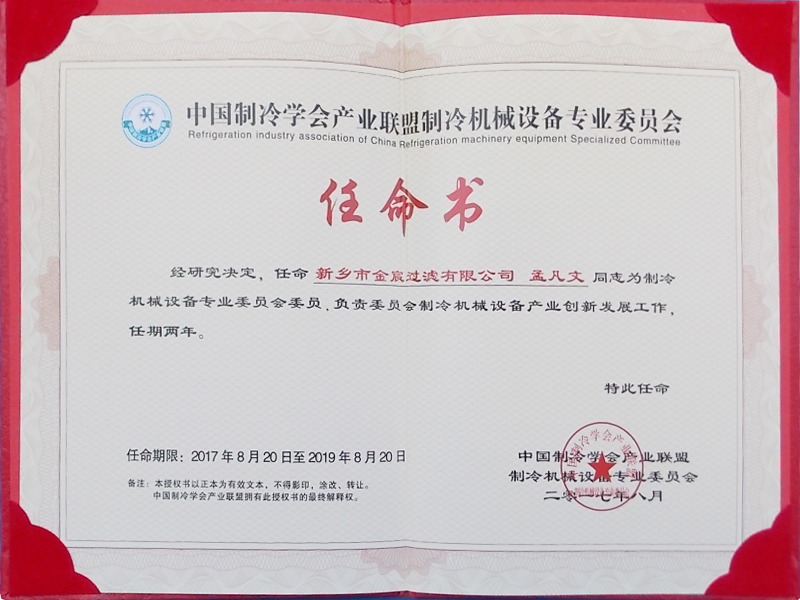 中国制冷学会产业联盟制冷机械设备专业委员会
Refrigeration industry association of China Refrigeration machinery equipment Specialized Committee
任命书
经研究决定，任命 新乡市金宸过滤有限公司 孟凡文 同志为制冷
机械设备专业委员会委员，负责委员会制冷机械设备产业创新发展工作，
任期两年。
特此任命
任命期限：2017年8月20日至2019年8月20日
备注：本授权书以正本为有效文本，不得影印，涂改、转让。
中国制冷学会产业联盟拥有此授权书的最终解释权。
中国制冷学会产业联盟
制冷机械设备专业委员会
二零一七年八月